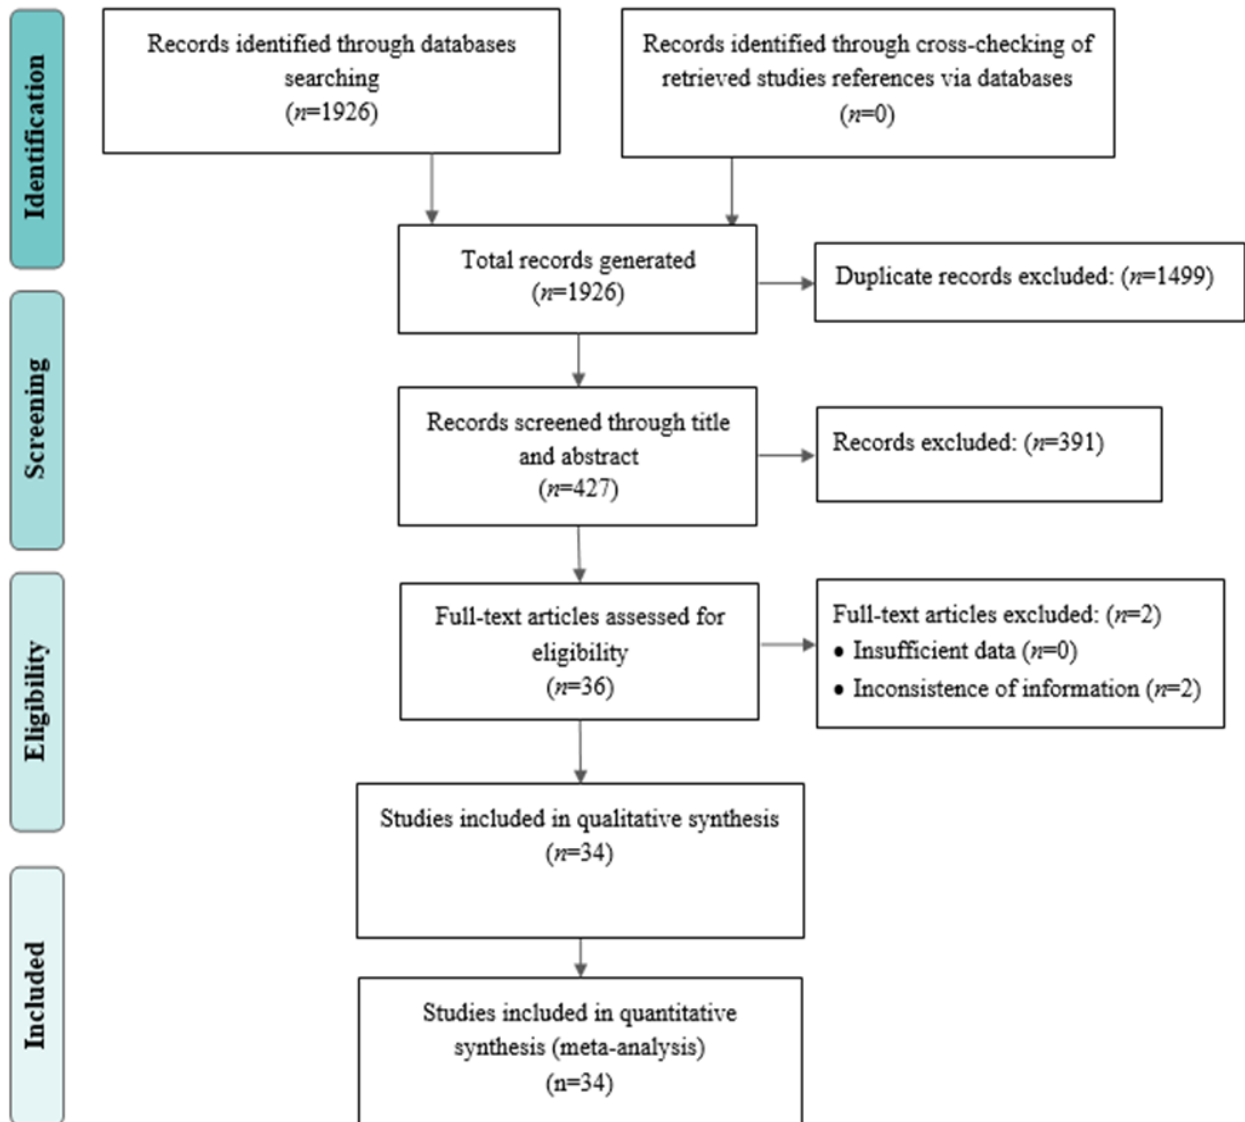 Identification
Records identified through databases
searching
(n=1926)
Records identified through cross-checking of
retrieved studies references via databases
(n=0)
Total records generated
(n=1926)
Duplicate records excluded: (n=1499)
Screening
Records screened through title
and abstract
(n=427)
Records excluded: (n=391)
Eligibility
Full-text articles assessed for
eligibility
(n=36)
Full-text articles excluded: (n=2)
• Insufficient data (n=0)
• Inconsistence of information (n=2)
Studies included in qualitative synthesis
(n=34)
Included
Studies included in quantitative
synthesis (meta-analysis)
(n=34)